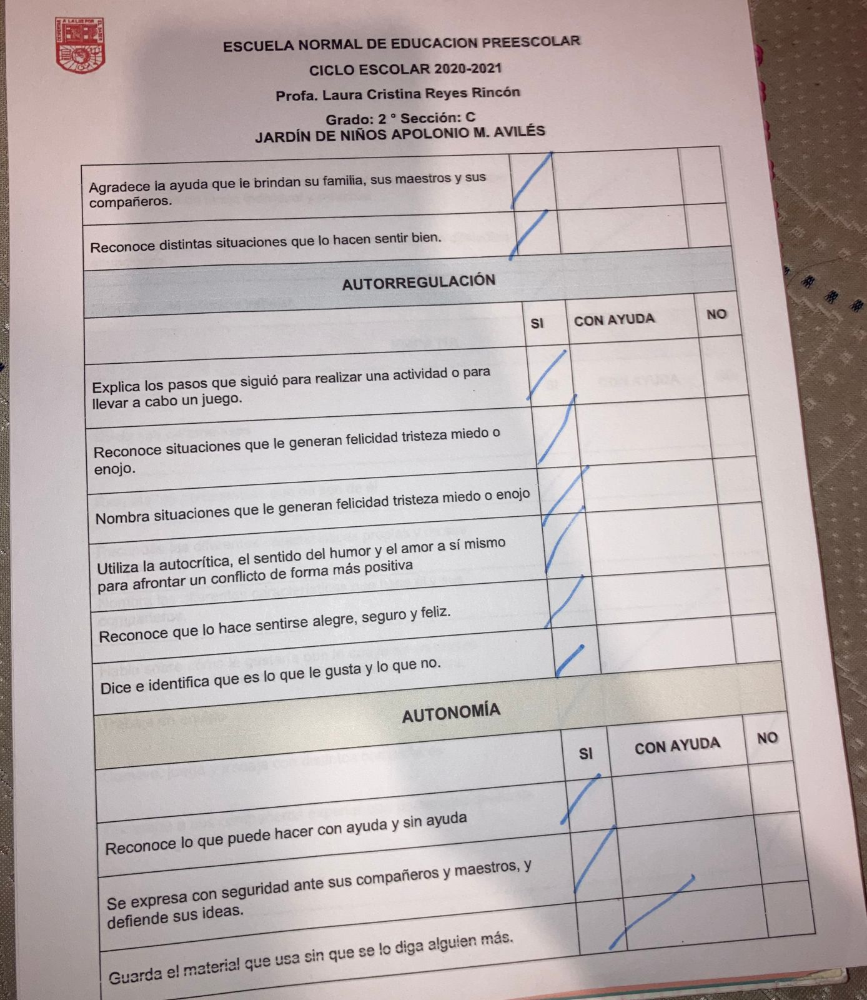 A LA LUZ POR
ESCUELA NORMAL DE EDUCACION PREESCOLAR
CICLO ESCOLAR 2020-2021
Profa. Laura Cristina Reyes Rincón
Grado: 2 ° Sección: C
JARDÍN DE NIÑOS APOLONIO M. AVILÉS
Agradece la ayuda que le brindan su familia, sus maestros y sus
compañeros.
Reconoce distintas situaciones que lo hacen sentir bien.
AUTORREGULACIÓN
SI CON AYUDA NO
Explica los pasos que siguió para realizar una actividad o para
llevar a cabo un juego.
Reconoce situaciones que le generan felicidad tristeza miedo o
enojo.
Nombra situaciones que le generan felicidad tristeza miedo o enojo
Utiliza la autocrítica, el sentido del humor y el amor a sí mismo
para afrontar un conflicto de forma más positiva
Reconoce que lo hace sentirse alegre, seguro y feliz.
Dice e identifica que es lo que le gusta y lo que no.
AUTONOMÍA
SI CON AYUDA NO
Reconoce lo que puede hacer con ayuda y sin ayuda
Se expresa con seguridad ante sus compañeros y maestros, y
defiende sus ideas.
Guarda el material que usa sin que se lo diga alguien más.